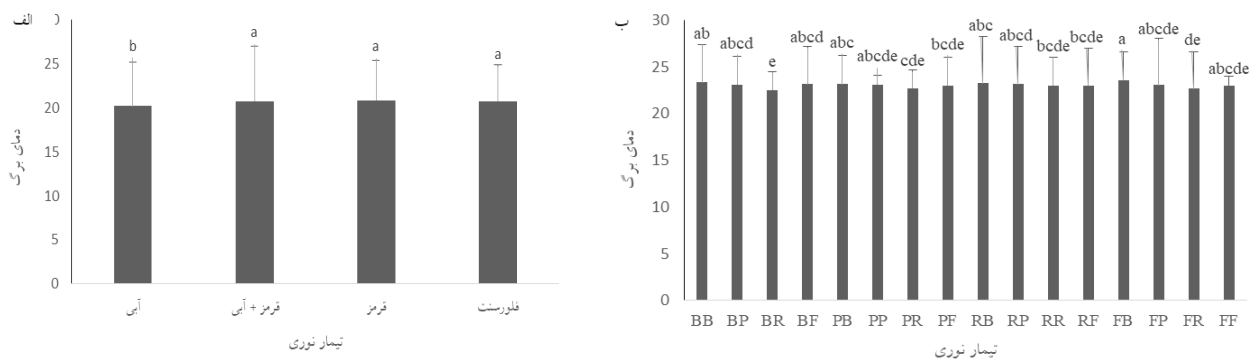 الف
30
25
20
15
10
5
0
b
a
a
a
دمای برگ
آبی
قرمز + آبی
قرمز
فلورسنت
تیمار نوری
ب
30
25
20
15
10
5
0
ab
abcd
e
abcd
abc
abcde
cde
bcde
abc
abcd
bcde
bcde
a
abcde
de
abcde
دمای برگ
BB BP BR BF PB PP PR PF RB RP RR RF FB FP FR FF
تیمار نوری